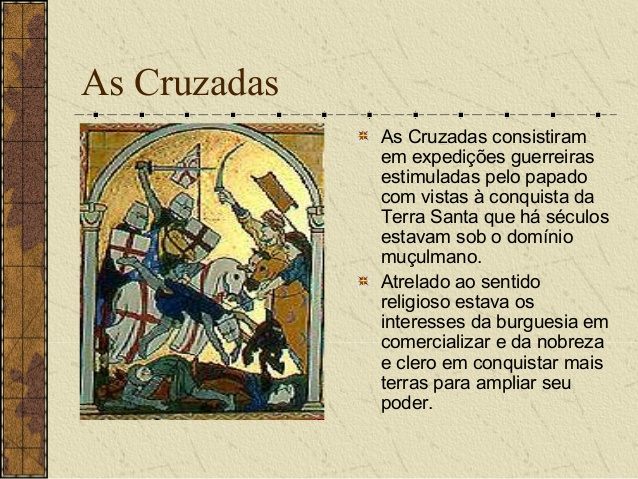 As Cruzadas
As Cruzadas consistiram
em expedições guerreiras
estimuladas pelo papado
com vistas à conquista da
Terra Santa que há séculos
estavam sob o domínio
muçulmano.
Atrelado ao sentido
religioso estava os
interesses da burguesia em
comercializar e da nobreza
e clero em conquistar mais
terras para ampliar seu
poder.